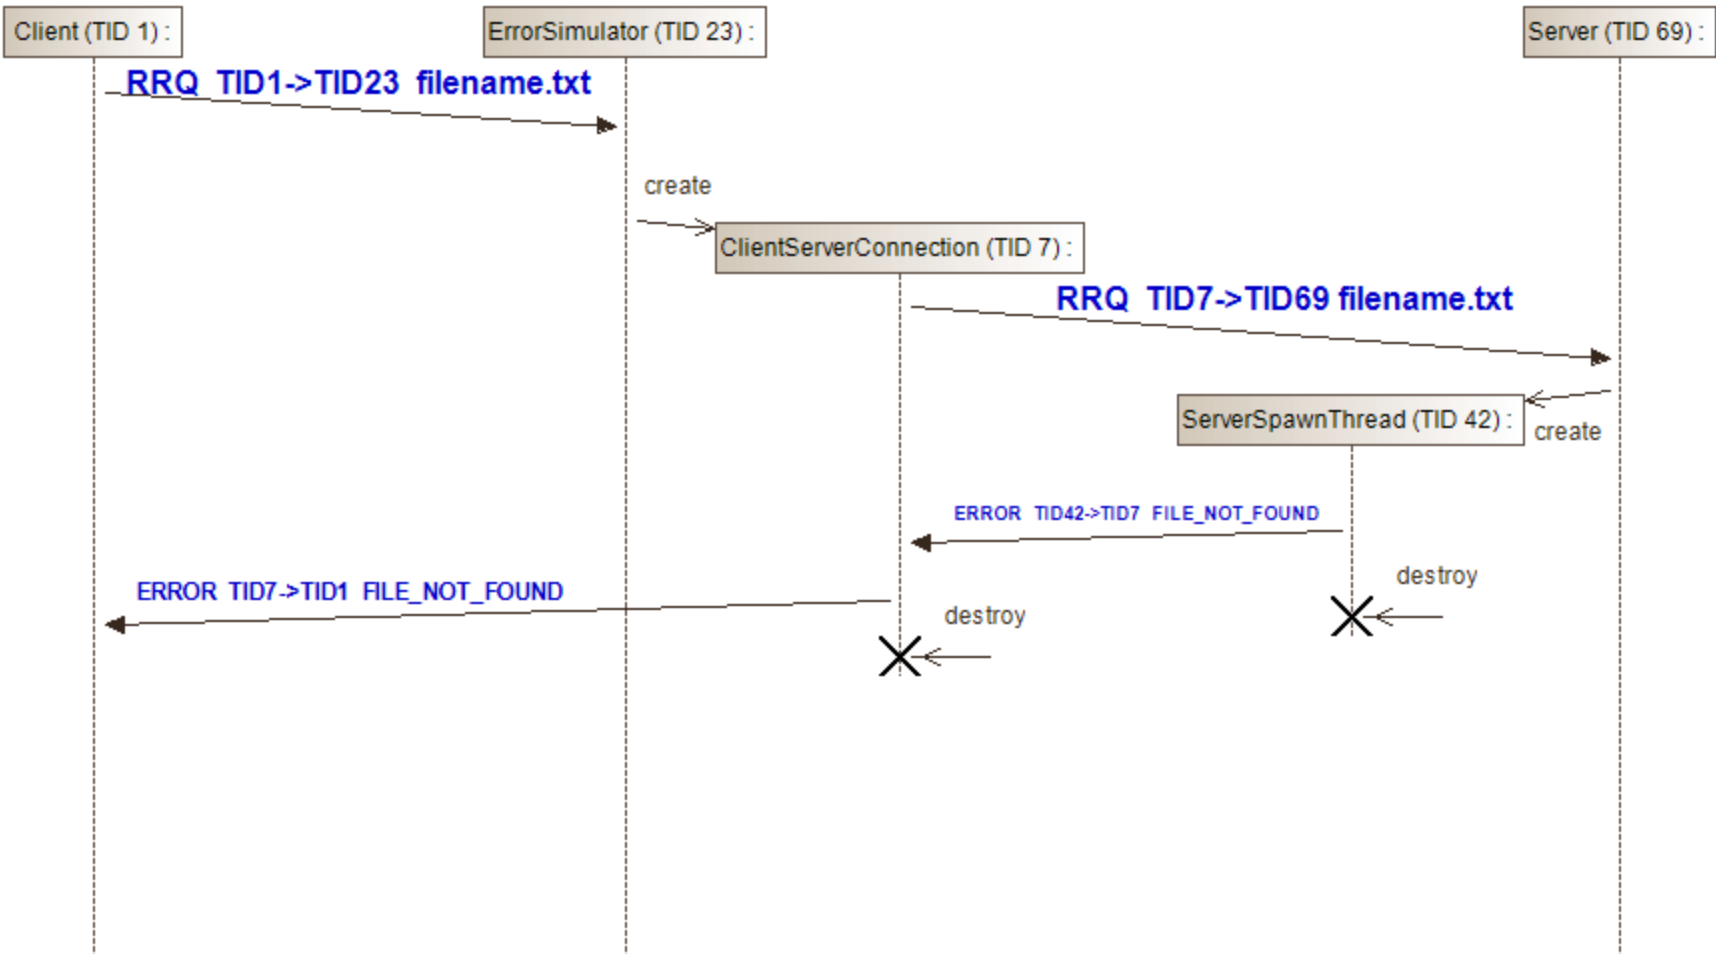 Client (TID 1) :
ErrorSimulator (TID 23) :
Server (TID 69) :
RRQ TID1->TID23 filename.txt
create
ClientServerConnection (TID 7) :
RRQ TID7->TID69 filename.txt
ServerSpawnThread (TID 42) :
create
ERROR TID42->TID7 FILE_NOT_FOUND
destroy
ERROR TID7->TID1 FILE_NOT_FOUND
destroy